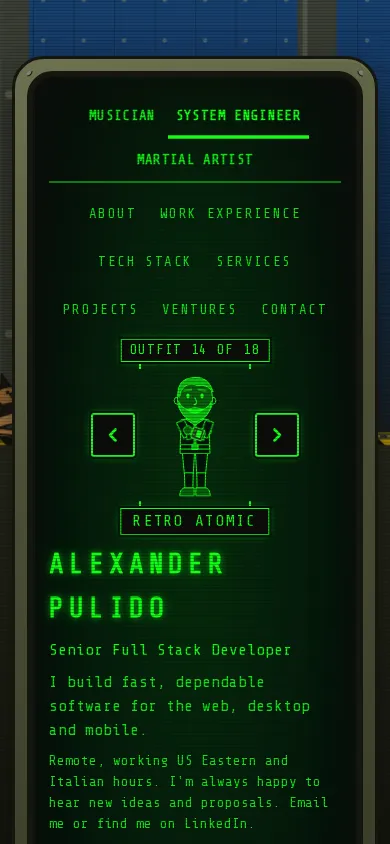 MUSICIAN SYSTEM ENGINEER
MARTIAL ARTIST
ABOUT WORK EXPERIENCE
TECH STACK SERVICES
PROJECTS VENTURES CONTACT
OUTFIT 14 OF 18
RETRO ATOMIC
ALEXANDER
PULIDO
Senior Full Stack Developer
I build fast, dependable
software for the web, desktop
and mobile.
Remote, working US Eastern and
Italian hours. I'm always happy to
hear new ideas and proposals. Email
me or find me on LinkedIn.